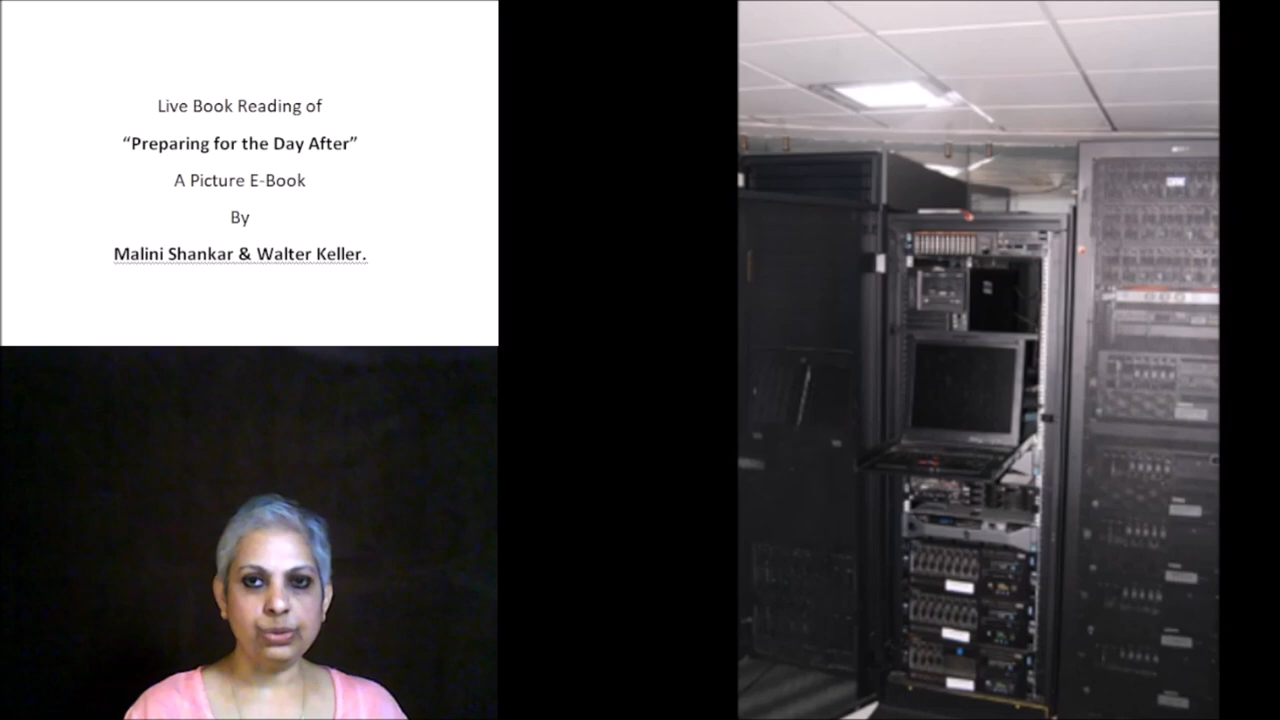 Live Book Reading of
“Preparing for the Day After”
A Picture E-Book
By
Malini Shankar & Walter Keller.